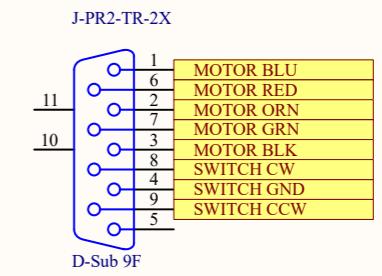 J-PR2-TR-2X
1 MOTOR BLU
6 MOTOR RED
11
2 MOTOR ORN
7 MOTOR GRN
10
3 MOTOR BLK
8 SWITCH CW
4 SWITCH GND
9 SWITCH CCW
5
D-Sub 9F